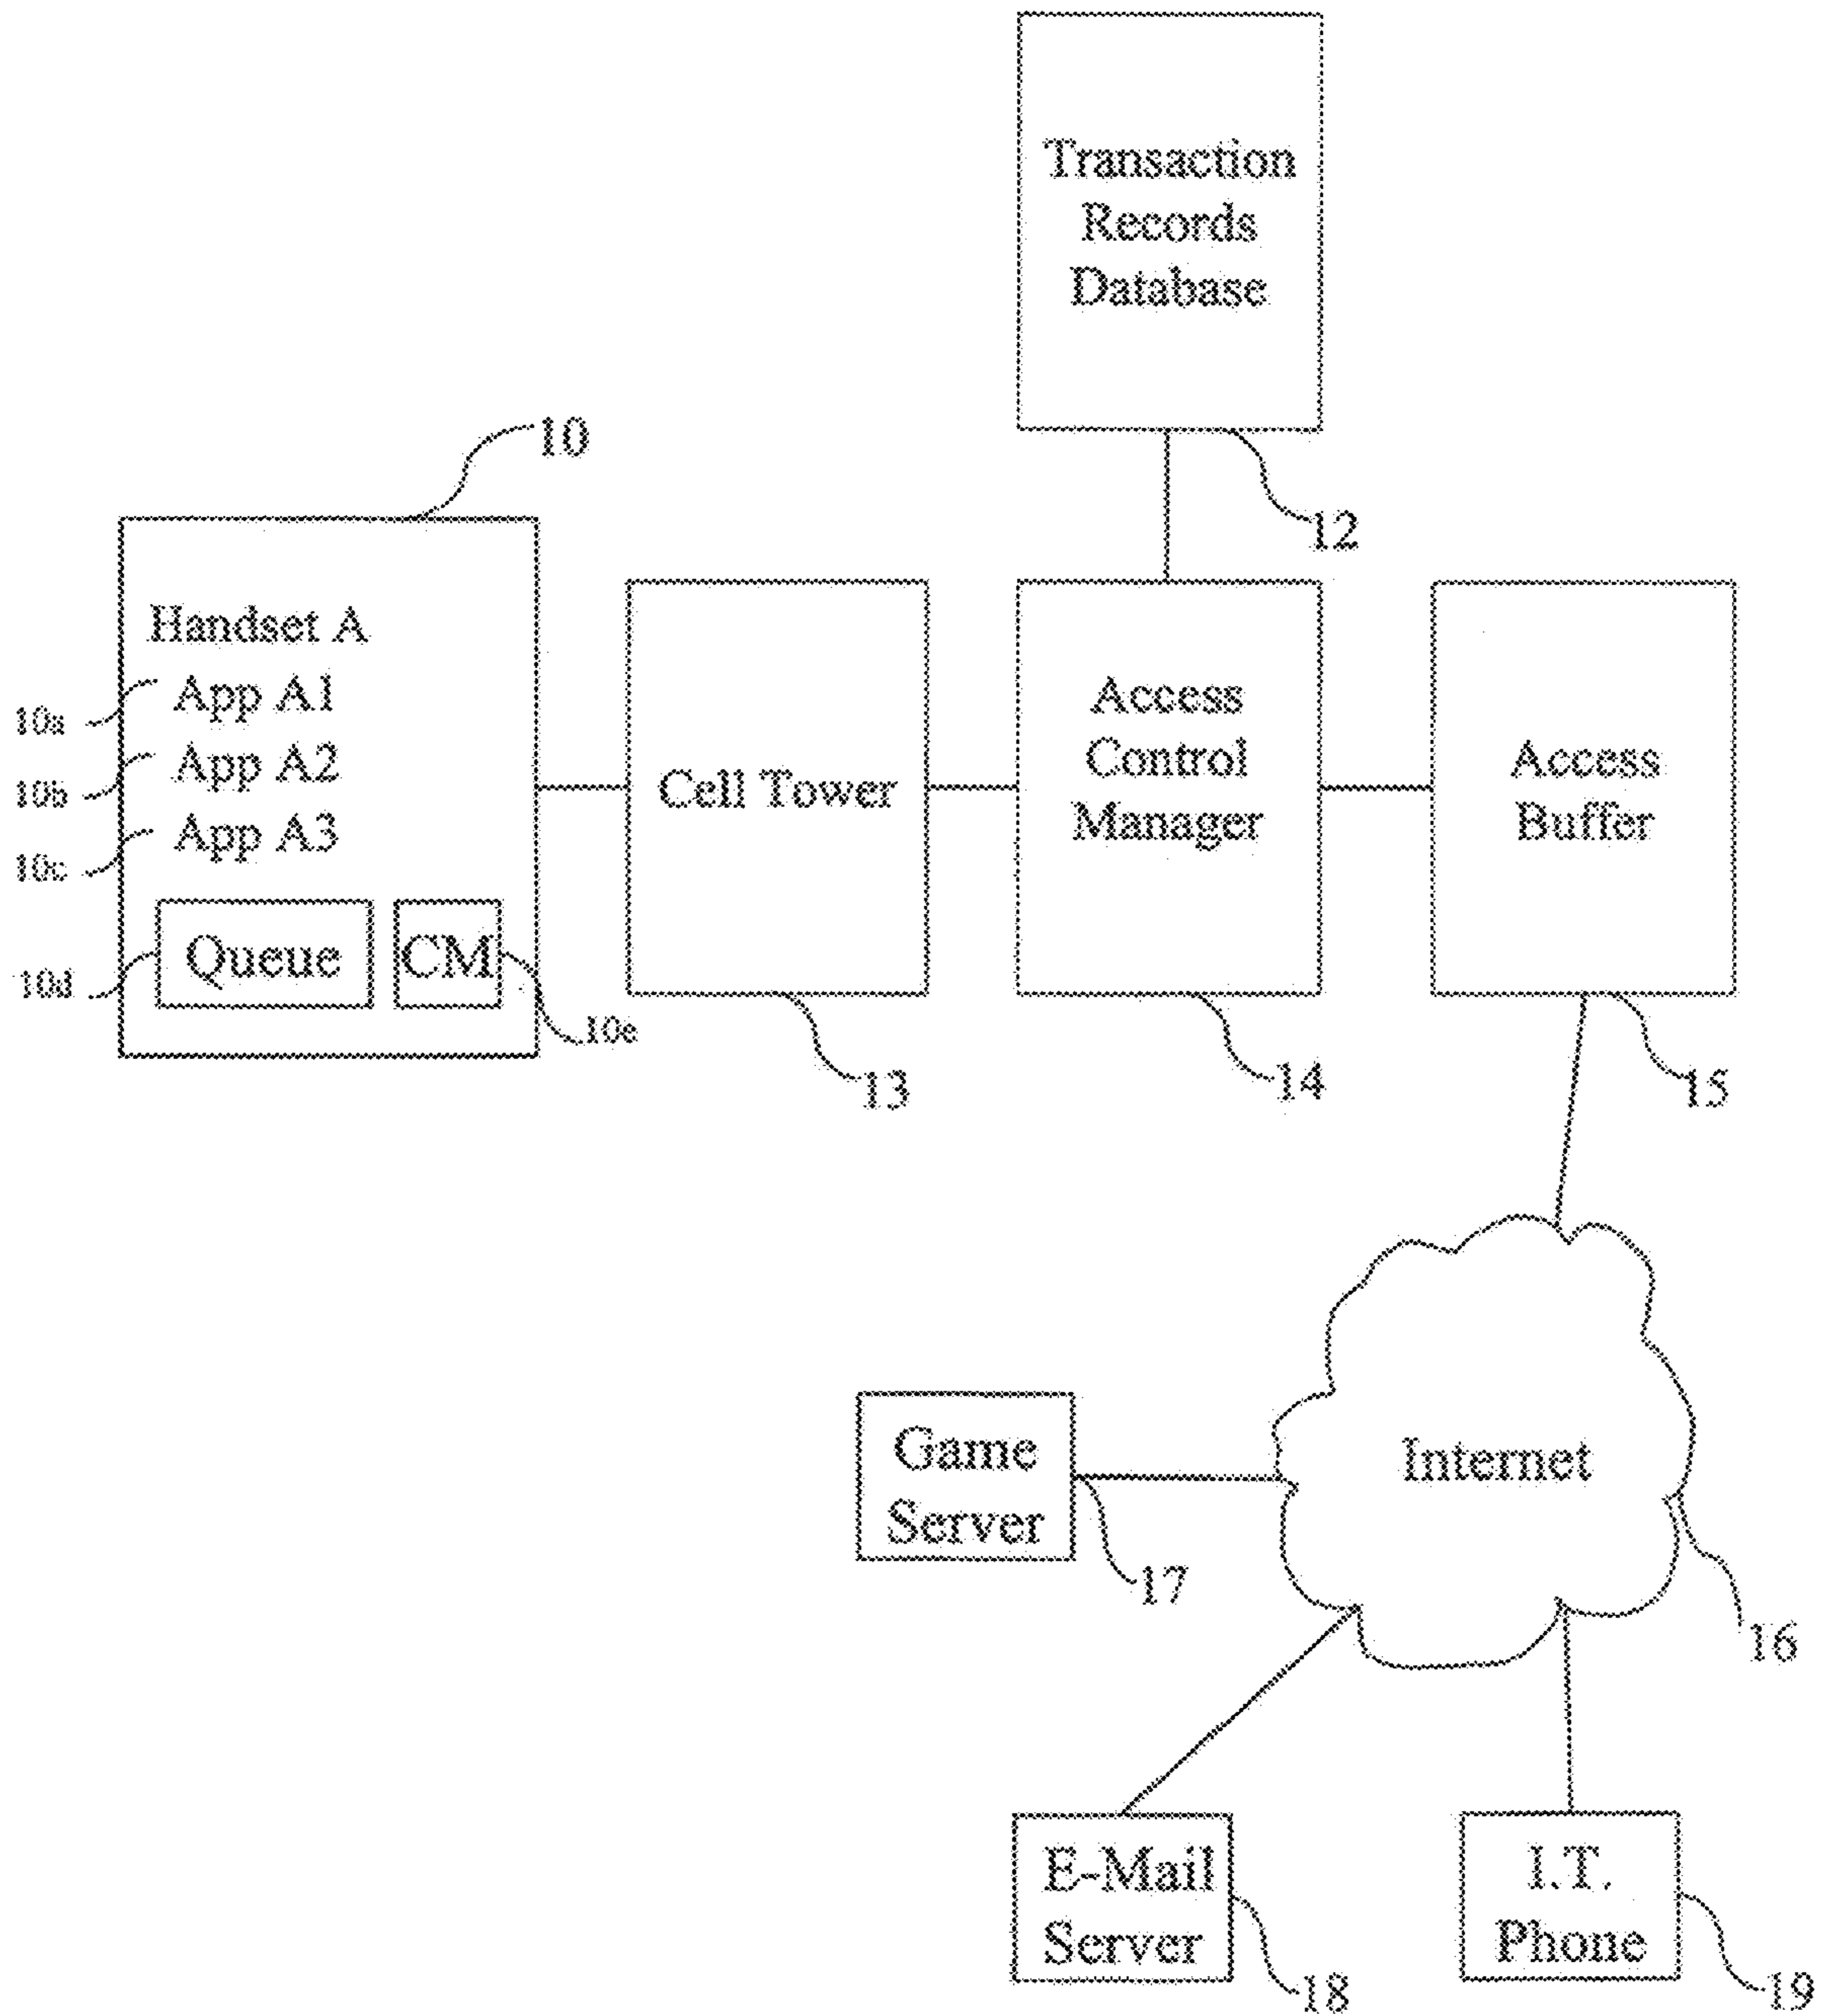 Transaction
Records
Database
12
10
Handset A
10a App A1
10b App A2
10c App A3
10d Queue
CM
10e
Cell Tower
13
Access
Control
Manager
14
Access
Buffer
15
Internet
16
Game
Server
17
E-Mail
Server
18
I.T.
Phone
19